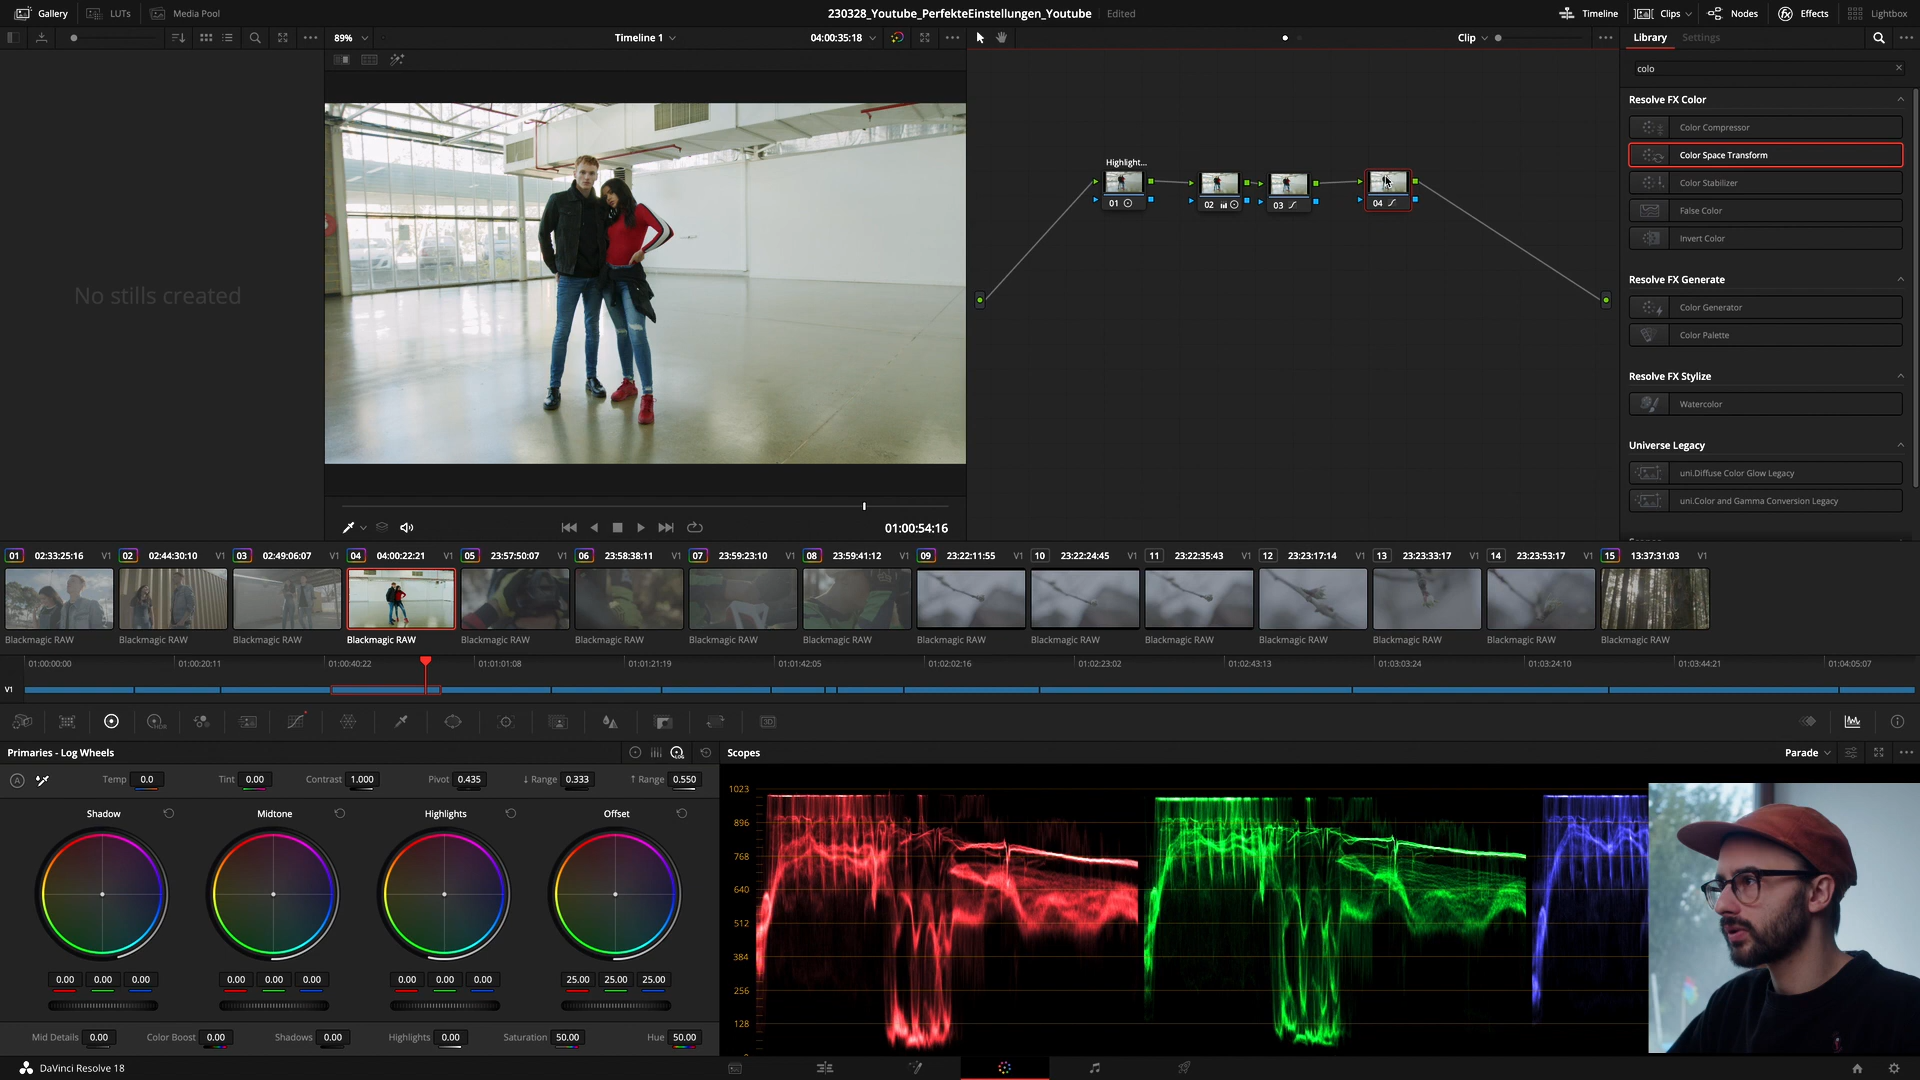 Gallery LUTs Media Pool 230328_Youtube_PerfekteEinstellungen_Youtube Edited Timeline Clips Nodes Effects Lightbox
89% Timeline 1 04:00:35:18 Clip Library Settings
colo
Resolve FX Color
Color Compressor
Color Space Transform
Color Stabilizer
False Color
Invert Color
Resolve FX Generate
Color Generator
Color Palette
Resolve FX Stylize
Watercolor
Universe Legacy
uni.Diffuse Color Glow Legacy
uni.Color and Gamma Conversion Legacy
No stills created
Highlight...
01 02 03 04
01:00:54:16
01 02:33:25:16 V1 02 02:44:30:10 V1 03 02:49:06:07 V1 04 04:00:22:21 V1 05 23:57:50:07 V1 06 23:58:38:11 V1 07 23:59:23:10 V1 08 23:59:41:12 V1 09 23:22:11:55 V1 10 23:22:24:45 V1 11 23:22:35:43 V1 12 23:23:17:14 V1 13 23:23:33:17 V1 14 23:23:53:17 V1 15 13:37:31:03 V1
Blackmagic RAW Blackmagic RAW Blackmagic RAW Blackmagic RAW Blackmagic RAW Blackmagic RAW Blackmagic RAW Blackmagic RAW Blackmagic RAW Blackmagic RAW Blackmagic RAW Blackmagic RAW Blackmagic RAW Blackmagic RAW Blackmagic RAW
01:00:00:00 01:00:20:11 01:00:40:22 01:01:01:08 01:01:21:19 01:01:42:05 01:02:02:16 01:02:23:02 01:02:43:13 01:03:03:24 01:03:24:10 01:03:44:21 01:04:05:07
V1
HDR 3D
Primaries - Log Wheels
Temp 0.0 Tint 0.00 Contrast 1.000 Pivot 0.435 ↓ Range 0.333 ↑ Range 0.550
Shadow Midtone Highlights Offset
0.00 0.00 0.00 0.00 0.00 0.00 0.00 0.00 0.00 25.00 25.00 25.00
Mid Details 0.00 Color Boost 0.00 Shadows 0.00 Highlights 0.00 Saturation 50.00 Hue 50.00
Scopes Parade
1023
896
768
640
512
384
256
128
DaVinci Resolve 18